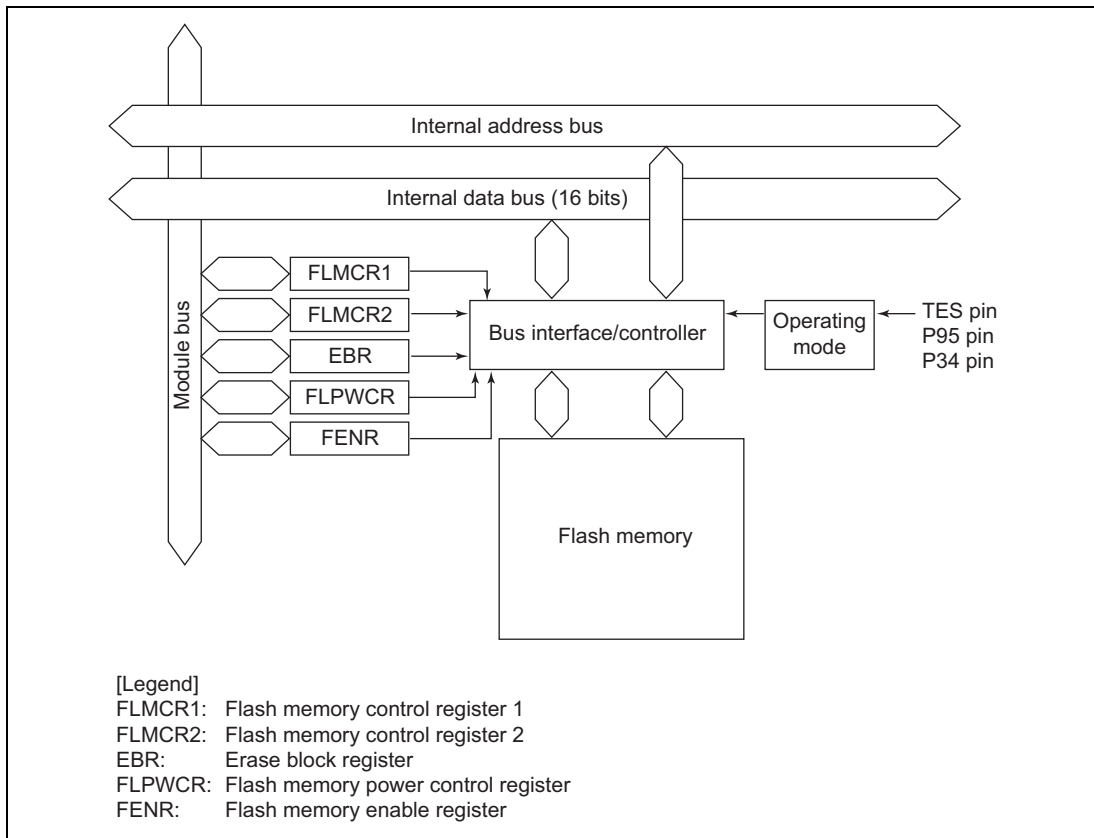 Internal address bus
Internal data bus (16 bits)
Module bus
FLMCR1
FLMCR2
EBR
FLPWCR
FENR
Bus interface/controller
Operating
mode
TES pin
P95 pin
P34 pin
Flash memory
[Legend]
FLMCR1: Flash memory control register 1
FLMCR2: Flash memory control register 2
EBR: Erase block register
FLPWCR: Flash memory power control register
FENR: Flash memory enable register